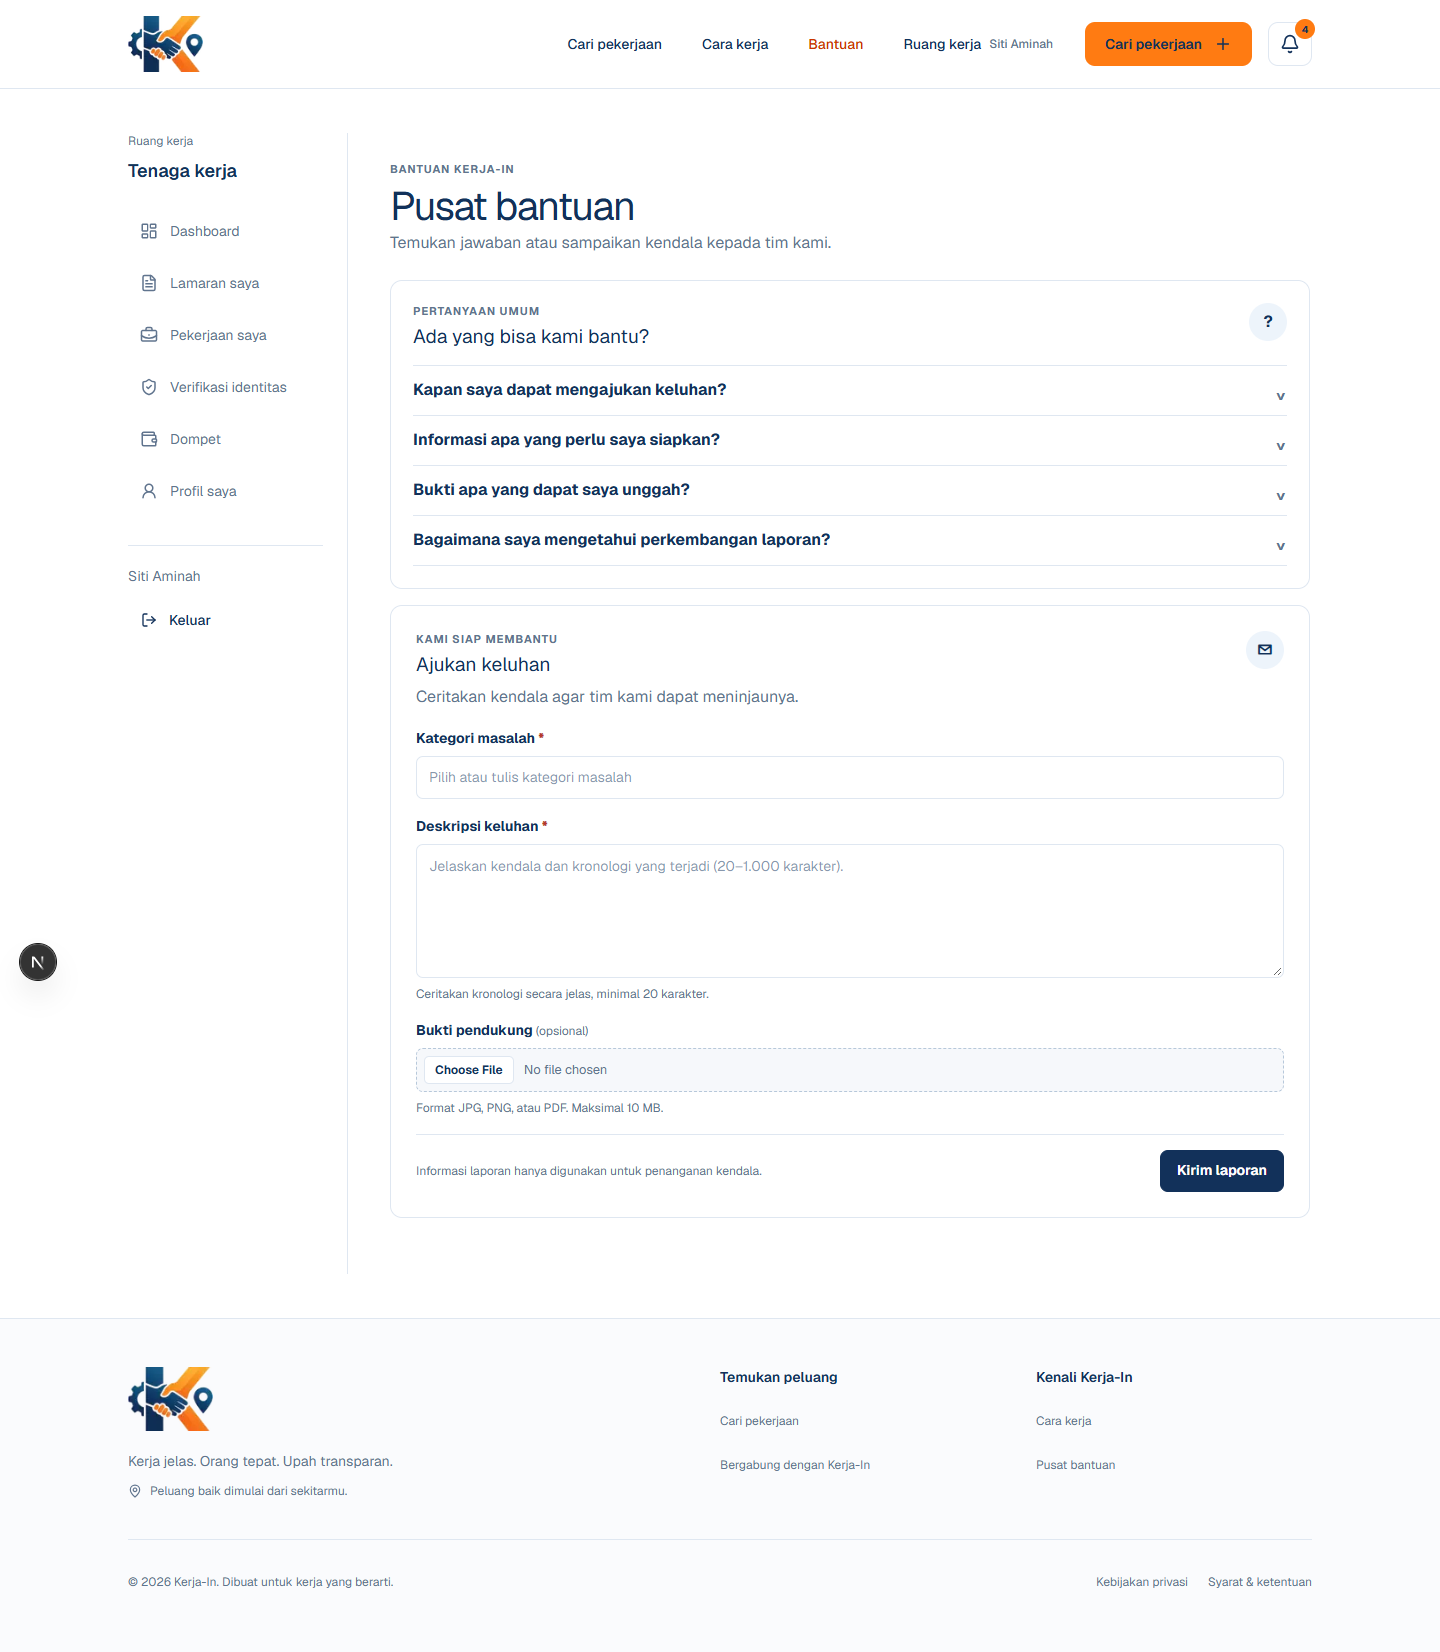 Cari pekerjaan
Cara kerja
Bantuan
Ruang kerja Siti Aminah
Cari pekerjaan +
4
Ruang kerja
Tenaga kerja
Dashboard
Lamaran saya
Pekerjaan saya
Verifikasi identitas
Dompet
Profil saya
Siti Aminah
Keluar
BANTUAN KERJA-IN
Pusat bantuan
Temukan jawaban atau sampaikan kendala kepada tim kami.
PERTANYAAN UMUM
Ada yang bisa kami bantu?
?
Kapan saya dapat mengajukan keluhan?
v
Informasi apa yang perlu saya siapkan?
v
Bukti apa yang dapat saya unggah?
v
Bagaimana saya mengetahui perkembangan laporan?
v
KAMI SIAP MEMBANTU
Ajukan keluhan
Ceritakan kendala agar tim kami dapat meninjaunya.
Kategori masalah *
Pilih atau tulis kategori masalah
Deskripsi keluhan *
Jelaskan kendala dan kronologi yang terjadi (20–1.000 karakter).
Ceritakan kronologi secara jelas, minimal 20 karakter.
Bukti pendukung (opsional)
Choose File No file chosen
Format JPG, PNG, atau PDF. Maksimal 10 MB.
Informasi laporan hanya digunakan untuk penanganan kendala.
Kirim laporan
N
Kerja jelas. Orang tepat. Upah transparan.
Peluang baik dimulai dari sekitarmu.
Temukan peluang
Cari pekerjaan
Bergabung dengan Kerja-In
Kenali Kerja-In
Cara kerja
Pusat bantuan
© 2026 Kerja-In. Dibuat untuk kerja yang berarti.
Kebijakan privasi
Syarat & ketentuan